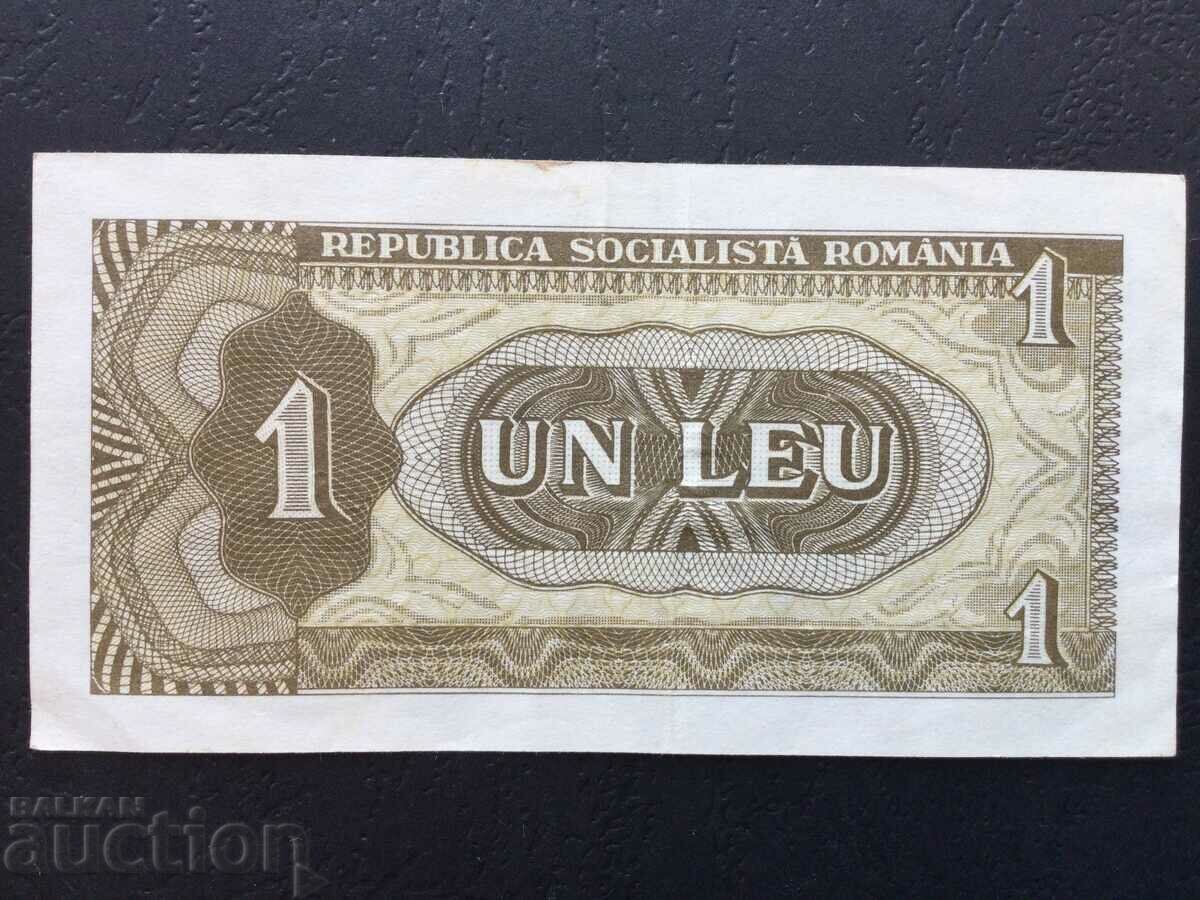 REPUBLICA SOCIALISTĂ ROMÂNIA
1
1
UN LEU
1
BALKAN
auction